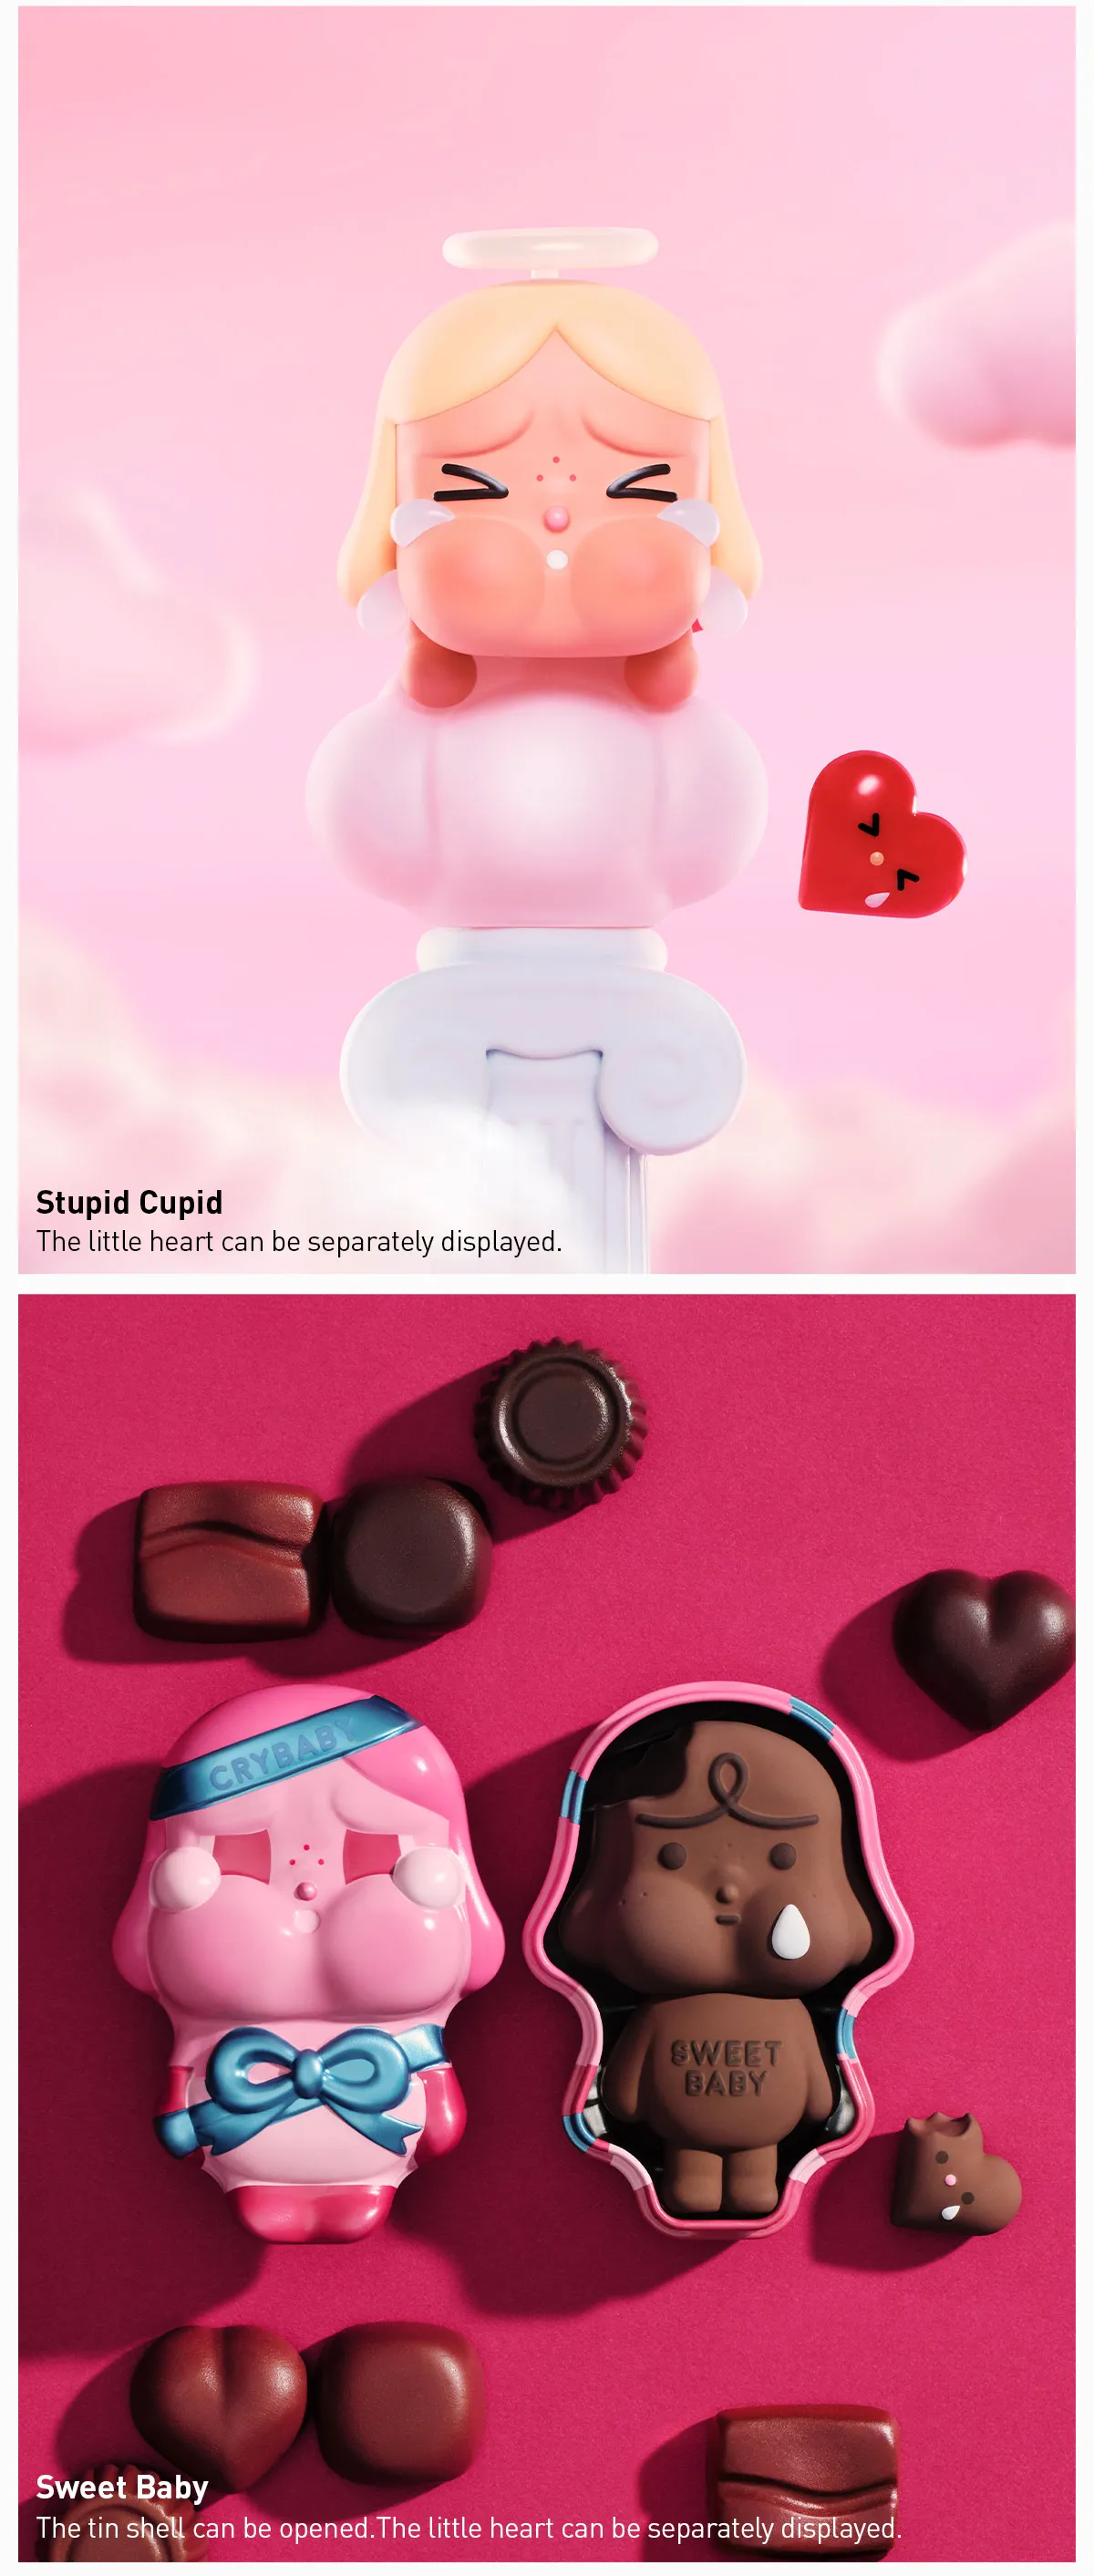 Stupid Cupid
The little heart can be separately displayed.
CRYBABY
SWEET
BABY
Sweet Baby
The tin shell can be opened.The little heart can be separately displayed.